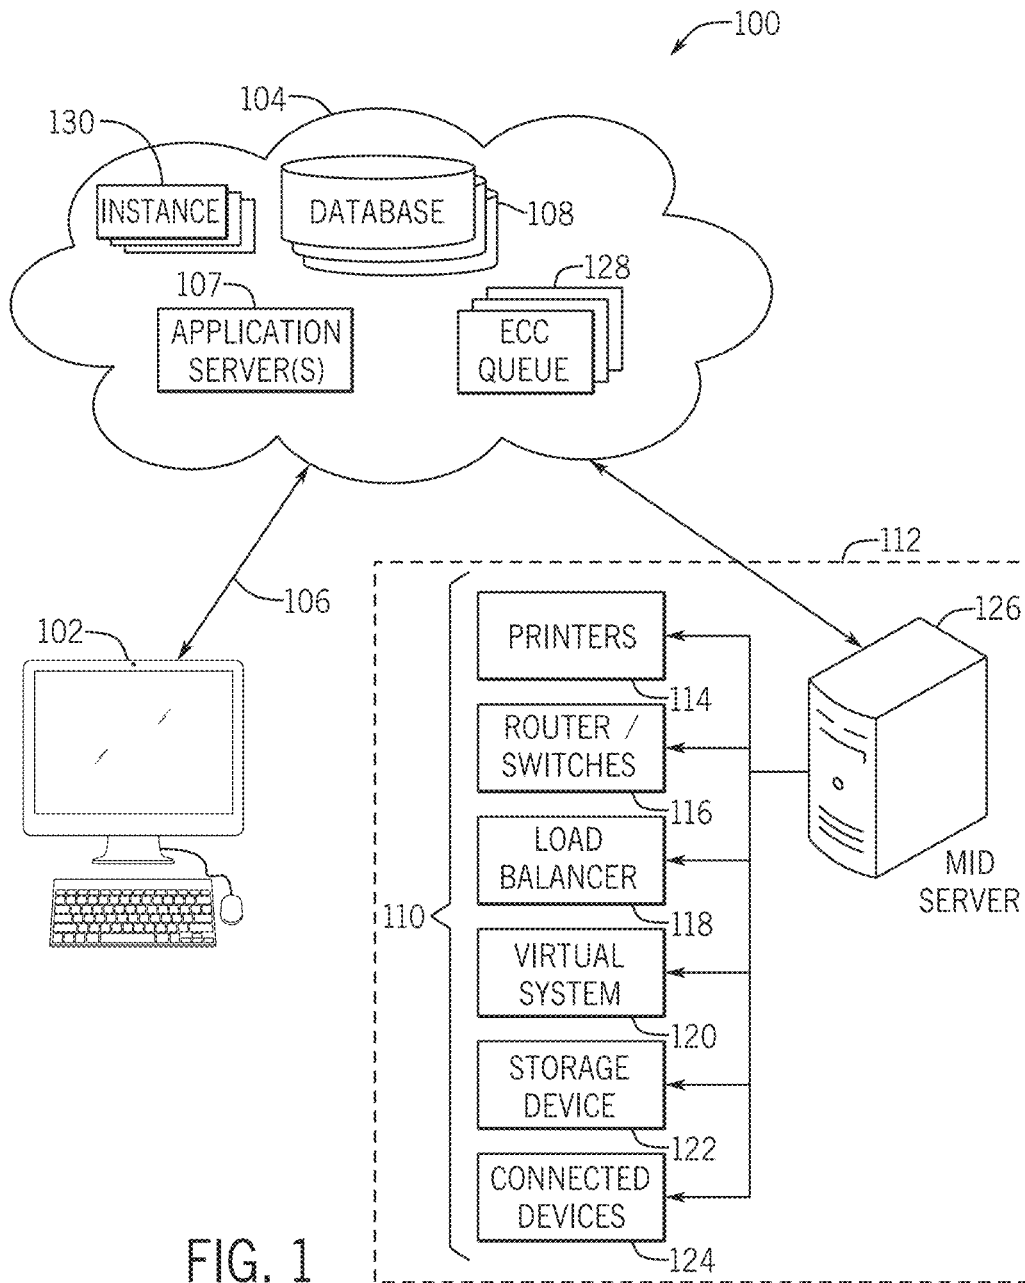 100
104
130
INSTANCE
DATABASE
108
107
128
APPLICATION
SERVER(S)
ECC
QUEUE
112
106
126
102
PRINTERS
114
ROUTER /
SWITCHES
116
LOAD
BALANCER
MID
SERVER
110
118
VIRTUAL
SYSTEM
120
STORAGE
DEVICE
122
CONNECTED
DEVICES
124
FIG. 1